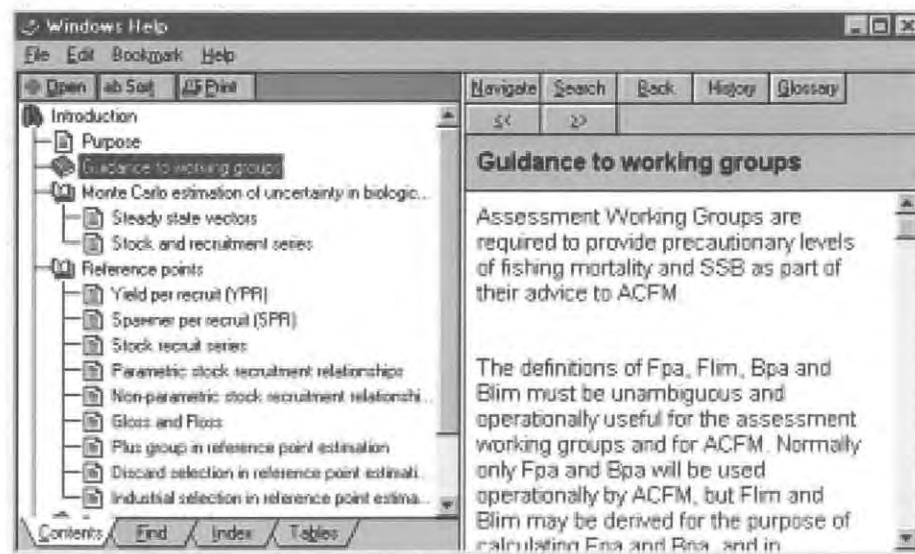 Windows Help
File Edit Bookmark Help
Open ab Sort Print
Introduction
Purpose
Guidance to working groups
Monte Carlo estimation of uncertainty in biologic...
Steady state vectors
Stock and recruitment series
Reference points
Yield per recruit (YPR)
Spawner per recruit (SPR)
Stock recruit series
Parametric stock recruitment relationships
Non-parametric stock recruitment relationshi...
Gloss and Floss
Plus group in reference point estimation
Discard selection in reference point estimati...
Industrial selection in reference point estima...
Contents Find Index Tables
Navigate Search Back History Glossary
<< >>
Guidance to working groups
Assessment Working Groups are
required to provide precautionary levels
of fishing mortality and SSB as part of
their advice to ACFM
The definitions of Fpa, Flim, Bpa and
Blim must be unambiguous and
operationally useful for the assessment
working groups and for ACFM. Normally
only Fpa and Bpa will be used
operationally by ACFM, but Flim and
Blim may be derived for the purpose of
calculating Fpa and Bpa, and in